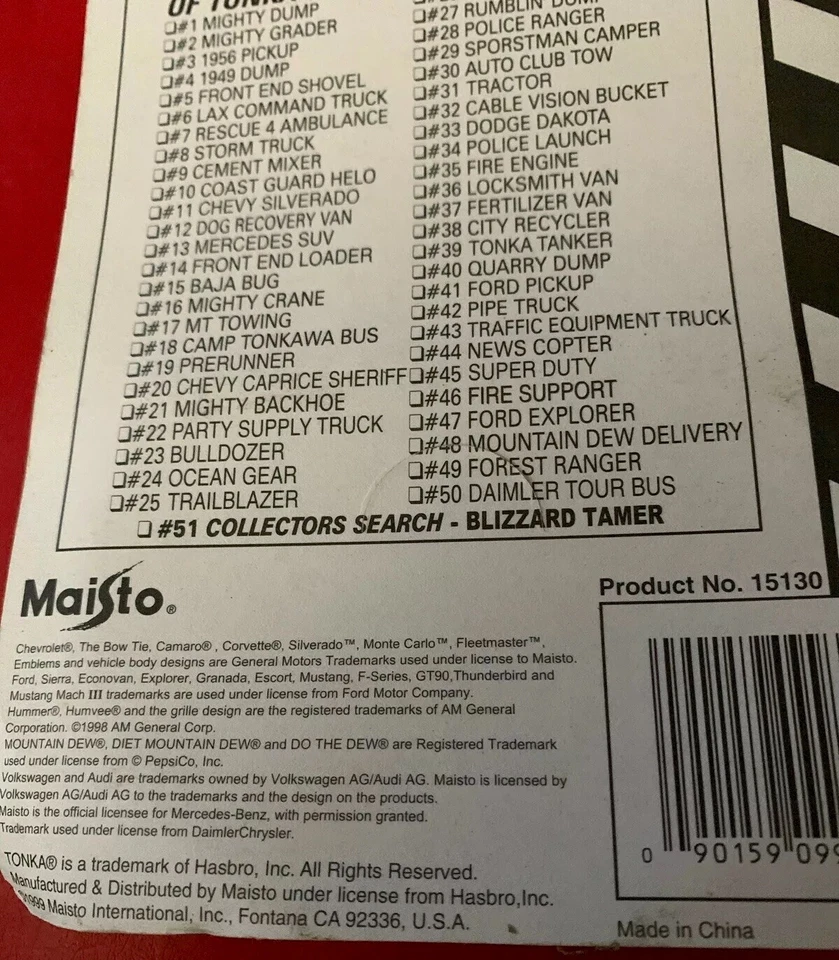 OF TONKA
❏#1 MIGHTY DUMP
❏#2 MIGHTY GRADER
❏#3 1956 PICKUP
❏#4 1949 DUMP
❏#5 FRONT END SHOVEL
❏#6 LAX COMMAND TRUCK
❏#7 RESCUE 4 AMBULANCE
❏#8 STORM TRUCK
❏#9 CEMENT MIXER
❏#10 COAST GUARD HELO
❏#11 CHEVY SILVERADO
❏#12 DOG RECOVERY VAN
❏#13 MERCEDES SUV
❏#14 FRONT END LOADER
❏#15 BAJA BUG
❏#16 MIGHTY CRANE
❏#17 MT TOWING
❏#18 CAMP TONKAWA BUS
❏#19 PRERUNNER
❏#20 CHEVY CAPRICE SHERIFF
❏#21 MIGHTY BACKHOE
❏#22 PARTY SUPPLY TRUCK
❏#23 BULLDOZER
❏#24 OCEAN GEAR
❏#25 TRAILBLAZER
❏#27 RUMBLIN' DUMP
❏#28 POLICE RANGER
❏#29 SPORSTMAN CAMPER
❏#30 AUTO CLUB TOW
❏#31 TRACTOR
❏#32 CABLE VISION BUCKET
❏#33 DODGE DAKOTA
❏#34 POLICE LAUNCH
❏#35 FIRE ENGINE
❏#36 LOCKSMITH VAN
❏#37 FERTILIZER VAN
❏#38 CITY RECYCLER
❏#39 TONKA TANKER
❏#40 QUARRY DUMP
❏#41 FORD PICKUP
❏#42 PIPE TRUCK
❏#43 TRAFFIC EQUIPMENT TRUCK
❏#44 NEWS COPTER
❏#45 SUPER DUTY
❏#46 FIRE SUPPORT
❏#47 FORD EXPLORER
❏#48 MOUNTAIN DEW DELIVERY
❏#49 FOREST RANGER
❏#50 DAIMLER TOUR BUS
❏ #51 COLLECTORS SEARCH - BLIZZARD TAMER
Maisto®
Chevrolet®, The Bow Tie, Camaro® , Corvette®, Silverado™, Monte Carlo™, Fleetmaster™,
Emblems and vehicle body designs are General Motors Trademarks used under license to Maisto.
Ford, Sierra, Econovan, Explorer, Granada, Escort, Mustang, F-Series, GT90,Thunderbird and
Mustang Mach III trademarks are used under license from Ford Motor Company.
Hummer®, Humvee® and the grille design are the registered trademarks of AM General
Corporation. ©1998 AM General Corp.
MOUNTAIN DEW®, DIET MOUNTAIN DEW® and DO THE DEW® are Registered Trademark
used under license from © PepsiCo, Inc.
Volkswagen and Audi are trademarks owned by Volkswagen AG/Audi AG. Maisto is licensed by
Volkswagen AG/Audi AG to the trademarks and the design on the products.
Maisto is the official licensee for Mercedes-Benz, with permission granted.
Trademark used under license from DaimlerChrysler.
TONKA® is a trademark of Hasbro, Inc. All Rights Reserved.
Manufactured & Distributed by Maisto under license from Hasbro,Inc.
©1999 Maisto International, Inc., Fontana CA 92336, U.S.A.
Product No. 15130
0 90159 099
Made in China